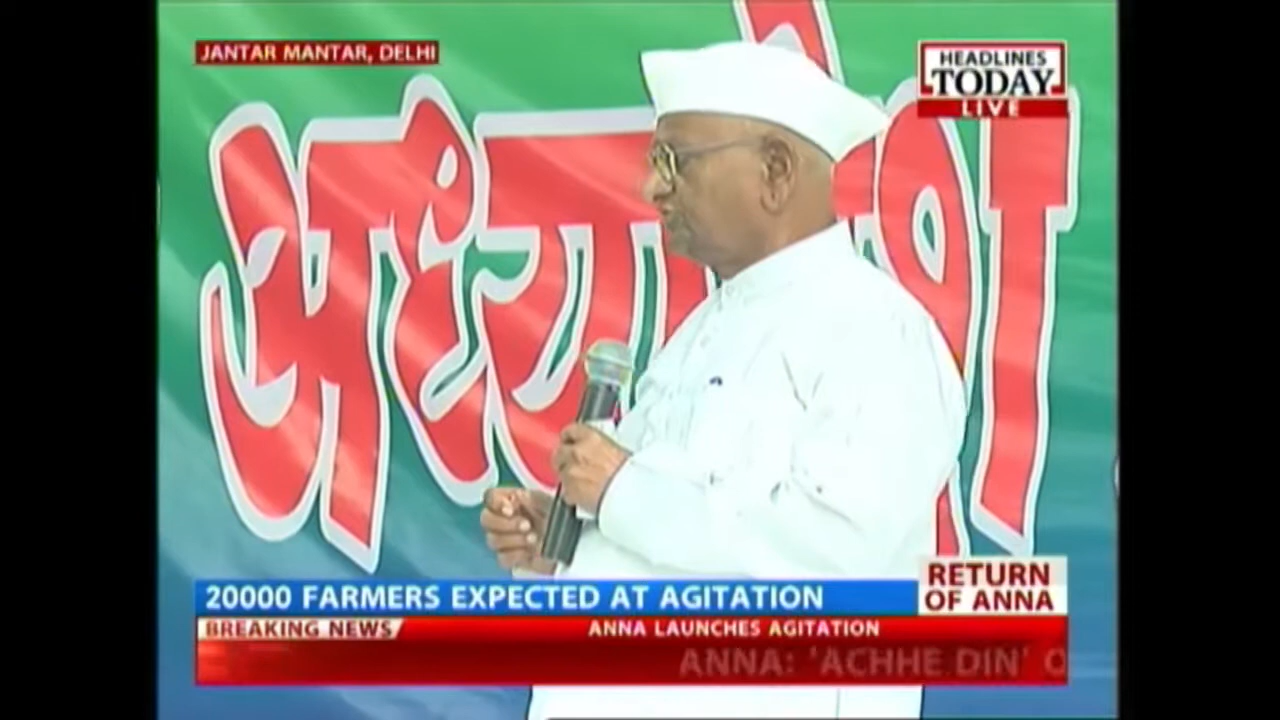 JANTAR MANTAR, DELHI
HEADLINES
TODAY
LIVE
अध्यादेश
20000 FARMERS EXPECTED AT AGITATION
RETURN
OF ANNA
BREAKING NEWS
ANNA LAUNCHES AGITATION
ANNA: 'ACHHE DIN' O